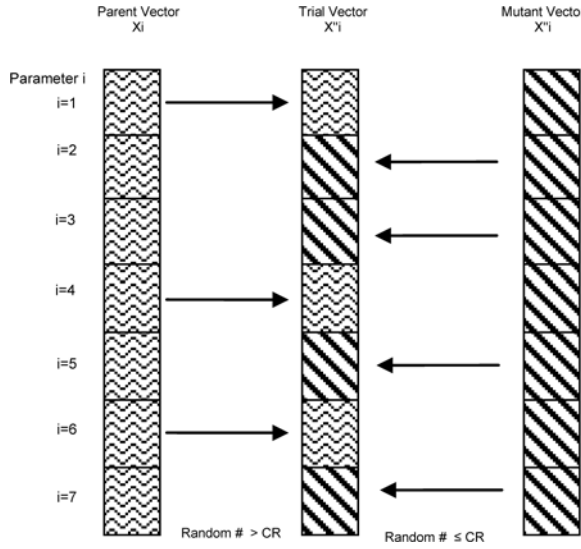 Parent Vector
Xi
Trial Vector
X"i
Mutant Vecto
X"i
Parameter i
i=1
i=2
i=3
i=4
i=5
i=6
i=7
Random # > CR
Random # ≤ CR